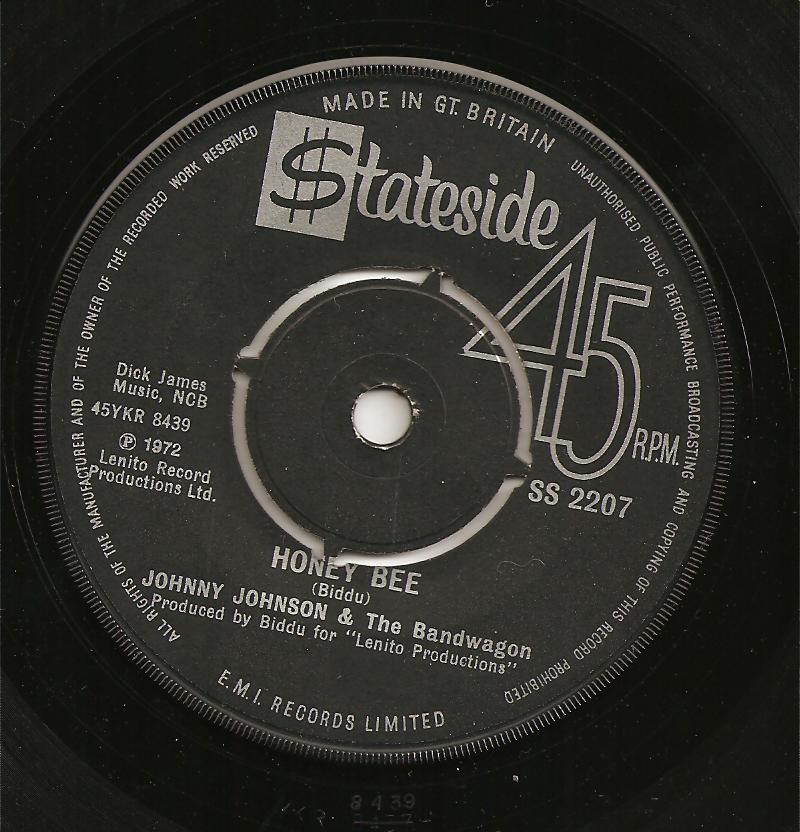 MADE IN GT. BRITAIN
$tateside
45
R.P.M.
SS 2207
Dick James
Music, NCB
45YKR 8439
Ⓟ 1972
Lenito Record
Productions Ltd.
HONEY BEE
(Biddu)
JOHNNY JOHNSON & The Bandwagon
Produced by Biddu for "Lenito Productions"
E.M.I. RECORDS LIMITED
ALL RIGHTS OF THE MANUFACTURER AND OF THE OWNER OF THE RECORDED WORK RESERVED
UNAUTHORISED PUBLIC PERFORMANCE BROADCASTING AND COPYING OF THIS RECORD PROHIBITED
8439